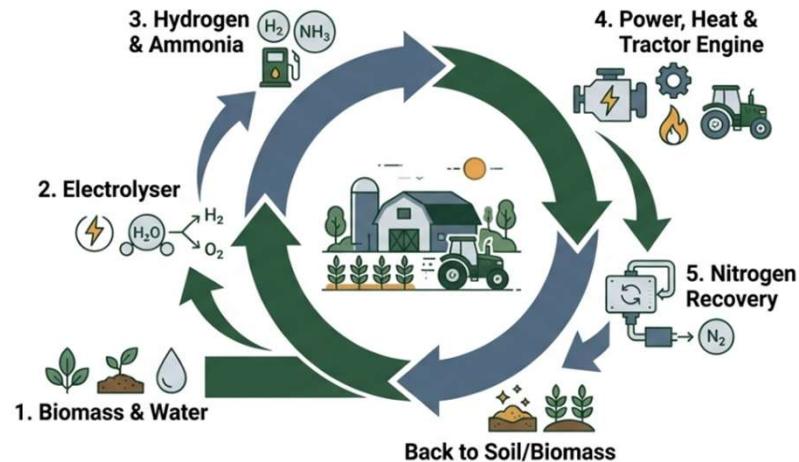 3. Hydrogen
& Ammonia
H₂
NH₃
4. Power, Heat &
Tractor Engine
2. Electrolyser
H₂O
H₂
O₂
5. Nitrogen
Recovery
N₂
1. Biomass & Water
Back to Soil/Biomass